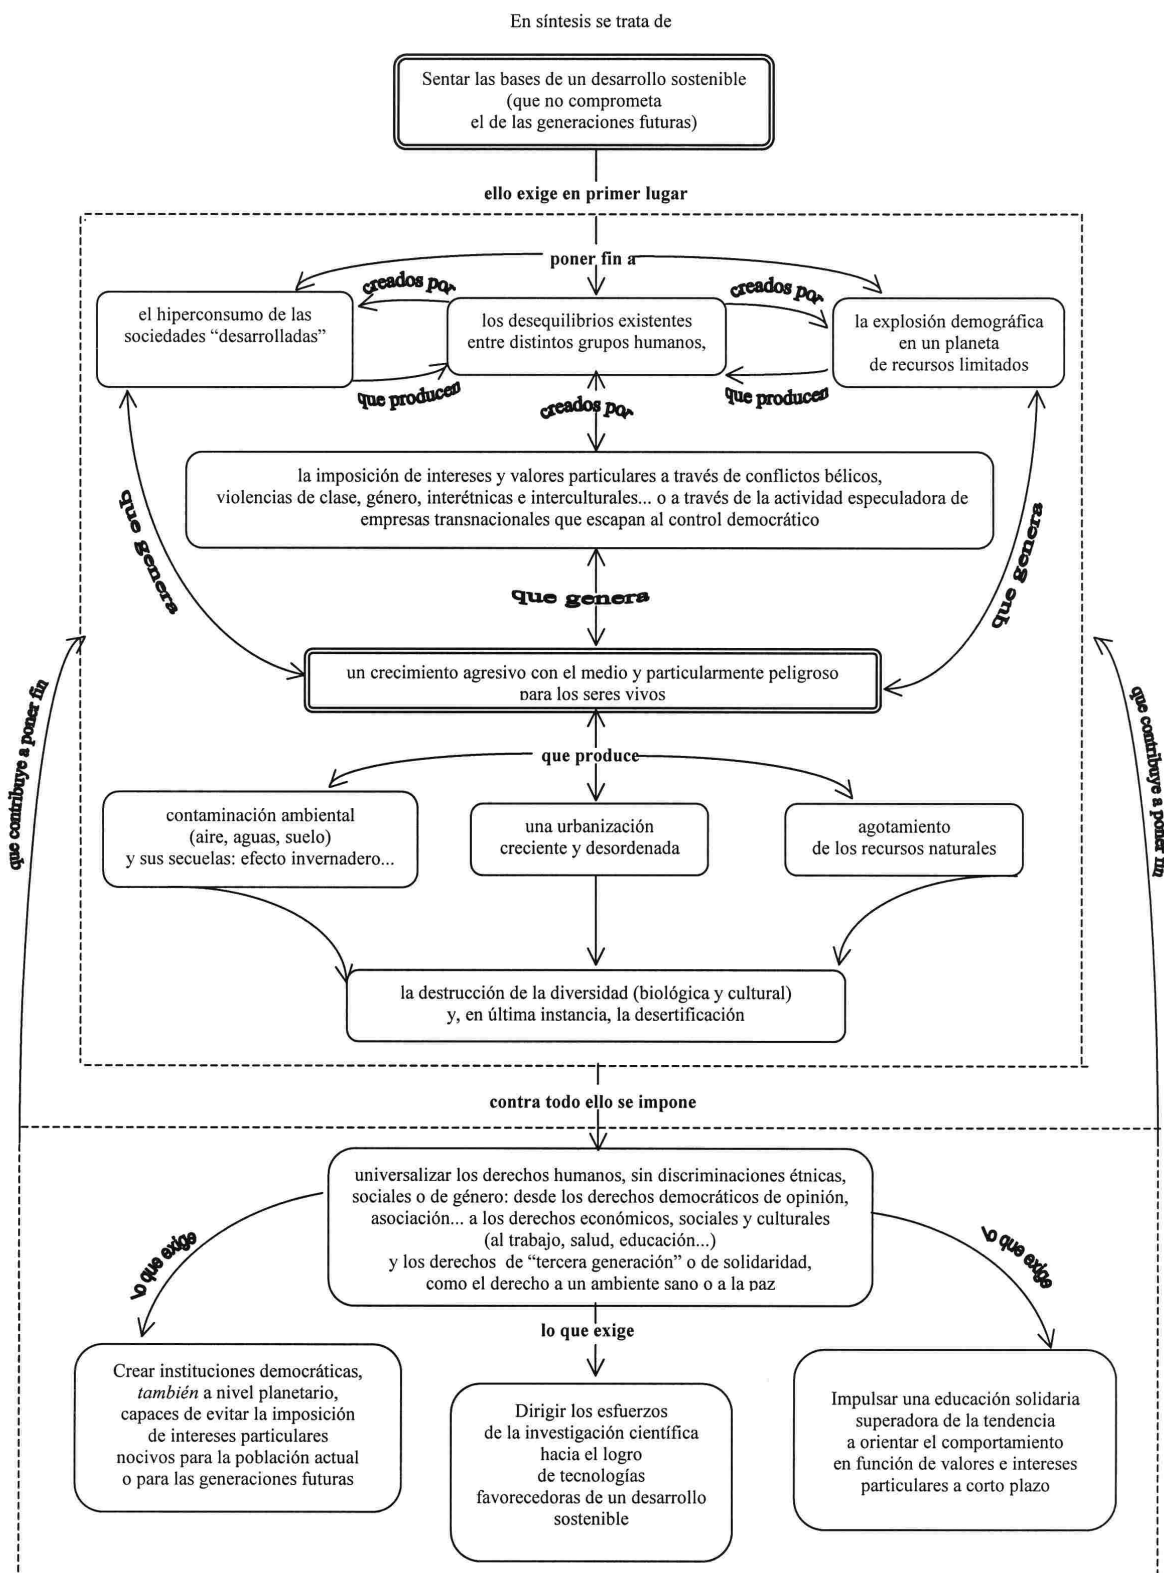 En síntesis se trata de
Sentar las bases de un desarrollo sostenible
(que no comprometa
el de las generaciones futuras)
ello exige en primer lugar
poner fin a
creados por
creados por
el hiperconsumo de las
sociedades “desarrolladas”
los desequilibrios existentes
entre distintos grupos humanos,
la explosión demográfica
en un planeta
de recursos limitados
que producen
que producen
creados por
la imposición de intereses y valores particulares a través de conflictos bélicos,
violencias de clase, género, interétnicas e interculturales... o a través de la actividad especuladora de
empresas transnacionales que escapan al control democrático
que genera
que genera
que genera
un crecimiento agresivo con el medio y particularmente peligroso
para los seres vivos
que contribuye a poner fin
que contribuye a poner fin
que produce
contaminación ambiental
(aire, aguas, suelo)
y sus secuelas: efecto invernadero...
una urbanización
creciente y desordenada
agotamiento
de los recursos naturales
la destrucción de la diversidad (biológica y cultural)
y, en última instancia, la desertificación
contra todo ello se impone
universalizar los derechos humanos, sin discriminaciones étnicas,
sociales o de género: desde los derechos democráticos de opinión,
asociación... a los derechos económicos, sociales y culturales
(al trabajo, salud, educación...)
y los derechos de “tercera generación” o de solidaridad,
como el derecho a un ambiente sano o a la paz
lo que exige
lo que exige
lo que exige
Crear instituciones democráticas,
también a nivel planetario,
capaces de evitar la imposición
de intereses particulares
nocivos para la población actual
o para las generaciones futuras
Dirigir los esfuerzos
de la investigación científica
hacia el logro
de tecnologías
favorecedoras de un desarrollo
sostenible
Impulsar una educación solidaria
superadora de la tendencia
a orientar el comportamiento
en función de valores e intereses
particulares a corto plazo